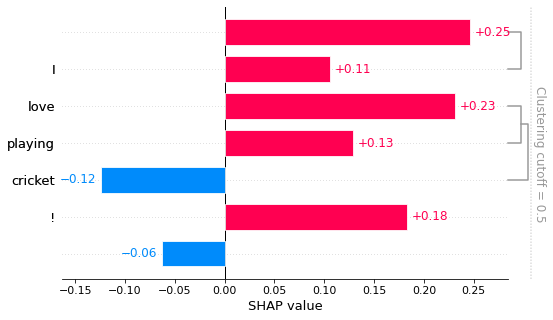 +0.25
I +0.11
love +0.23
playing +0.13
cricket −0.12
! +0.18
−0.06
−0.15 −0.10 −0.05 0.00 0.05 0.10 0.15 0.20 0.25
SHAP value
Clustering cutoff = 0.5